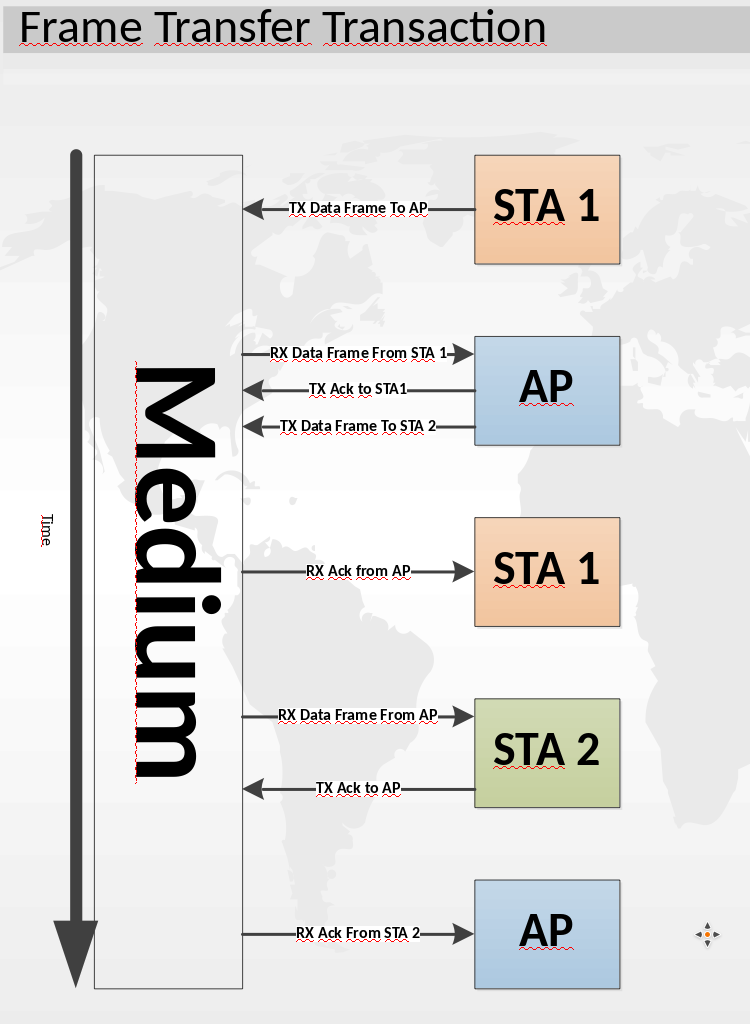 Frame Transfer Transaction
STA 1
TX Data Frame To AP
RX Data Frame From STA 1
TX Ack to STA1
TX Data Frame To STA 2
AP
Medium
Time
RX Ack from AP
STA 1
RX Data Frame From AP
STA 2
TX Ack to AP
RX Ack From STA 2
AP